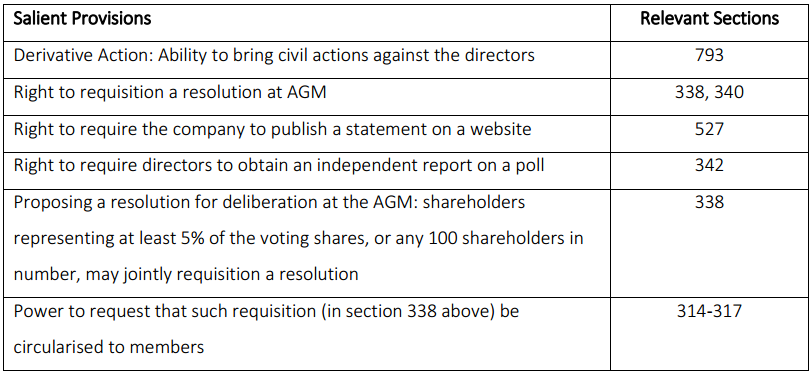 Salient Provisions Relevant Sections
Derivative Action: Ability to bring civil actions against the directors 793
Right to requisition a resolution at AGM 338, 340
Right to require the company to publish a statement on a website 527
Right to require directors to obtain an independent report on a poll 342
Proposing a resolution for deliberation at the AGM: shareholders 338
representing at least 5% of the voting shares, or any 100 shareholders in
number, may jointly requisition a resolution
Power to request that such requisition (in section 338 above) be 314-317
circularised to members